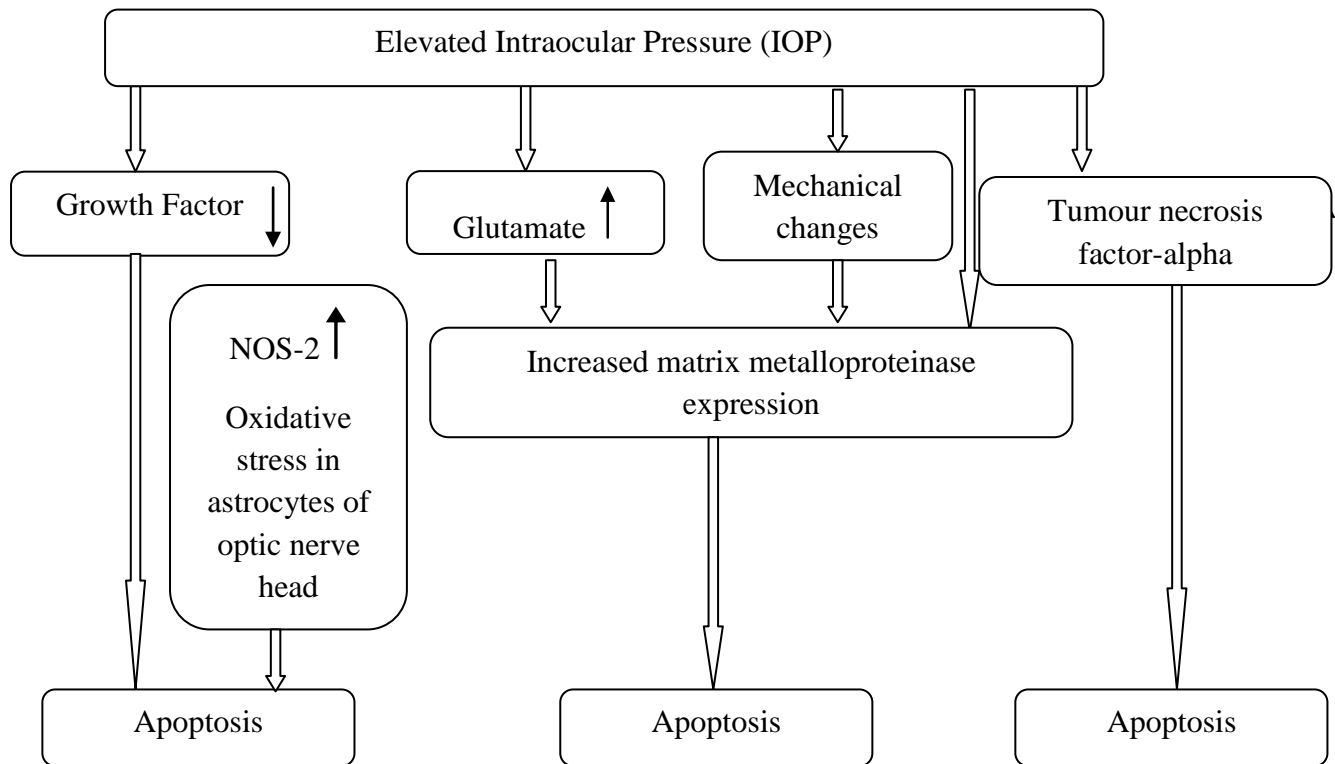 Elevated Intraocular Pressure (IOP)
Growth Factor
Glutamate
Mechanical
changes
Tumour necrosis
factor-alpha
NOS-2
Oxidative
stress in
astrocytes of
optic nerve
head
Increased matrix metalloproteinase
expression
Apoptosis
Apoptosis
Apoptosis